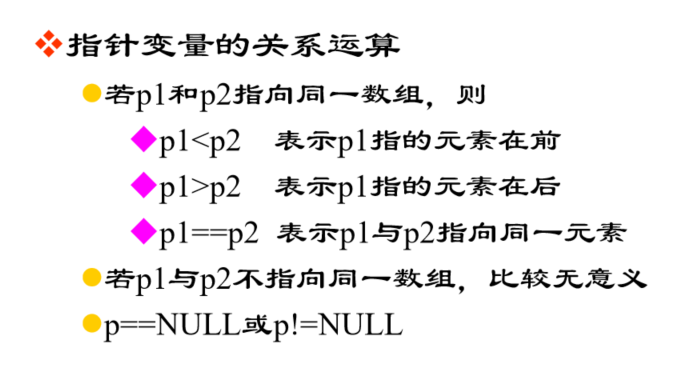 指针变量的关系运算
若p1和p2指向同一数组，则
p1<p2 表示p1指的元素在前
p1>p2 表示p1指的元素在后
p1==p2 表示p1与p2指向同一元素
若p1与p2不指向同一数组，比较无意义
p==NULL或p!=NULL